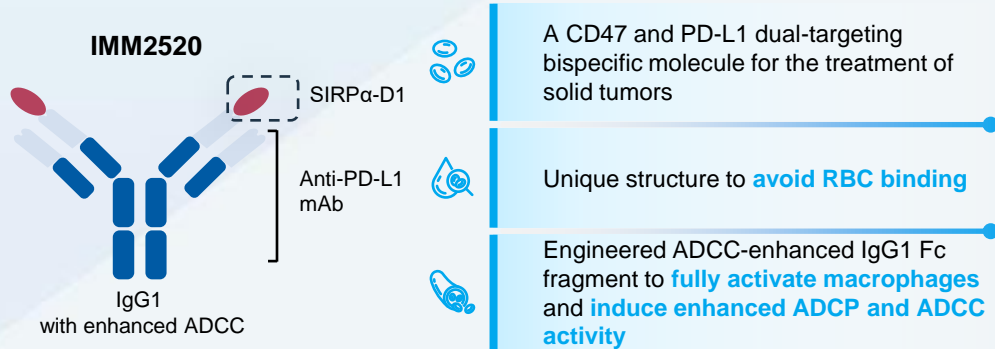 IMM2520
SIRPα-D1
Anti-PD-L1
mAb
IgG1
with enhanced ADCC
A CD47 and PD-L1 dual-targeting
bispecific molecule for the treatment of
solid tumors
Unique structure to avoid RBC binding
Engineered ADCC-enhanced IgG1 Fc
fragment to fully activate macrophages
and induce enhanced ADCP and ADCC
activity